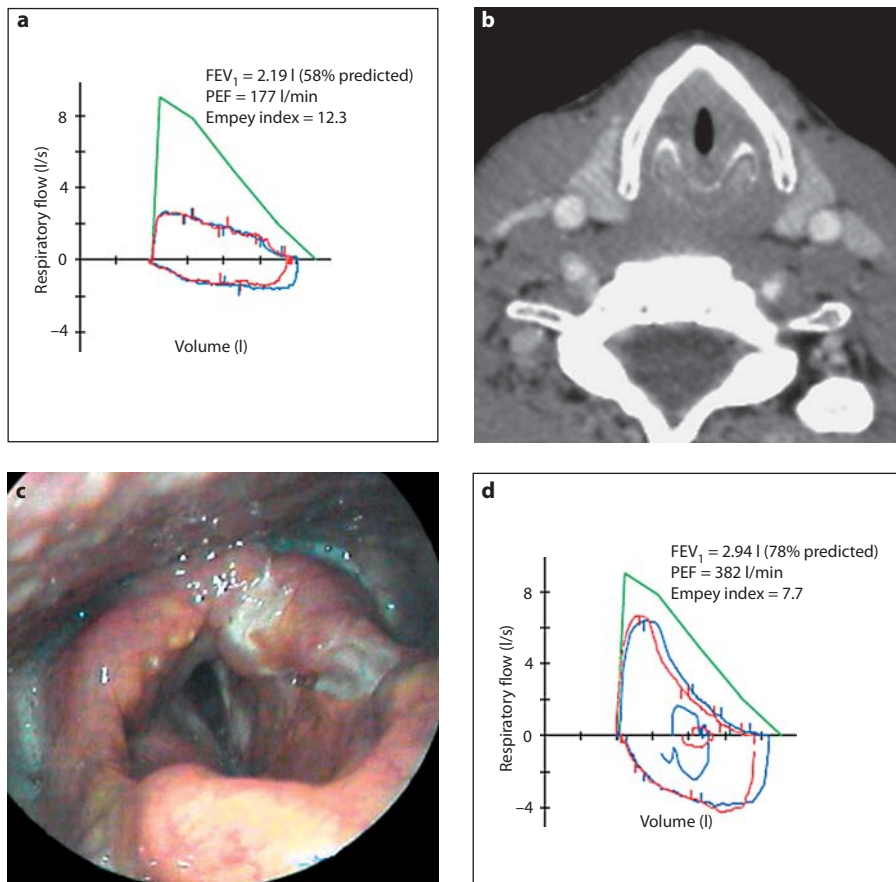 a
FEV₁ = 2.19 l (58% predicted)
PEF = 177 l/min
Empey index = 12.3
8
4
0
–4
Respiratory flow (l/s)
Volume (l)
b
c
d
FEV₁ = 2.94 l (78% predicted)
PEF = 382 l/min
Empey index = 7.7
8
4
0
–4
Respiratory flow (l/s)
Volume (l)